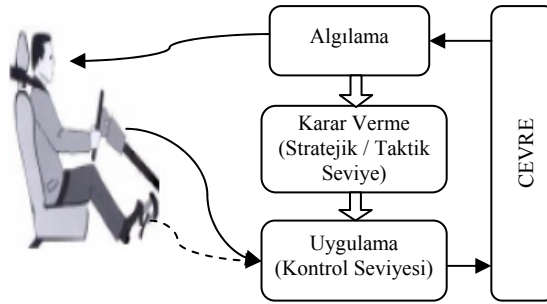 Algılama
Karar Verme
(Stratejik / Taktik
Seviye)
Uygulama
(Kontrol Seviyesi)
CEVRE